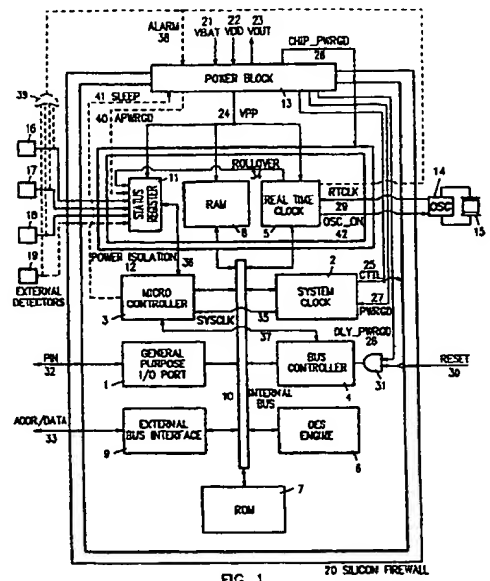 21 22 23
VBAT VDD VOUT
ALARM
38
CHIP_PWRGD
28
POWER BLOCK
13
41 SLEEP
39
40 APWRGD
24 VPP
16
ROLLOVER
34
11
STATUS REGISTER
RAM
8
REAL TIME CLOCK
5
RTCLK
29
OSC_ON
42
14
OSC
15
17
18
19
EXTERNAL DETECTORS
POWER ISOLATION
12
36
2
25
CTTL
MICRO CONTROLLER
3
SYSTEM CLOCK
27
PWRGD
35
SYSCLK
37
DLY_PWRGD
26
PIN
32
GENERAL PURPOSE I/O PORT
1
BUS CONTROLLER
4
31
RESET
30
10
INTERNAL BUS
ADDR/DATA
33
EXTERNAL BUS INTERFACE
9
DES ENGINE
6
7
ROM
20 SILICON FIREWALL
FIG. 1